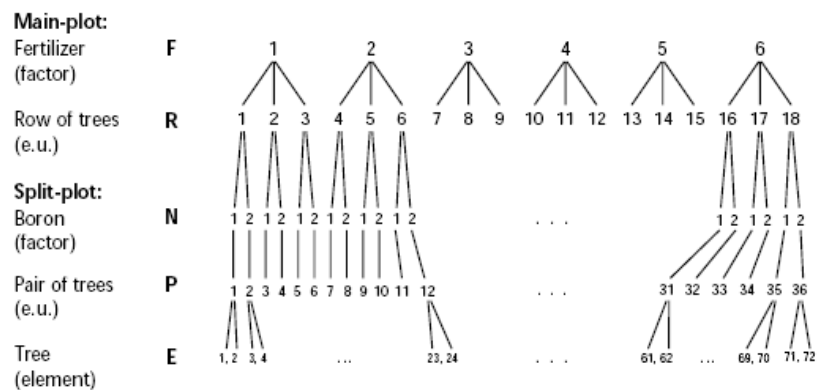 Main-plot:
Fertilizer F 1 2 3 4 5 6
(factor)
Row of trees R 1 2 3 4 5 6 7 8 9 10 11 12 13 14 15 16 17 18
(e.u.)
Split-plot:
Boron N 1 2 1 2 1 2 1 2 1 2 1 2 . . . 1 2 1 2 1 2
(factor)
Pair of trees P 1 2 3 4 5 6 7 8 9 10 11 12 . . . 31 32 33 34 35 36
(e.u.)
Tree E 1, 2 3, 4 ... 23, 24 . . . 61, 62 ... 69, 70 71, 72
(element)